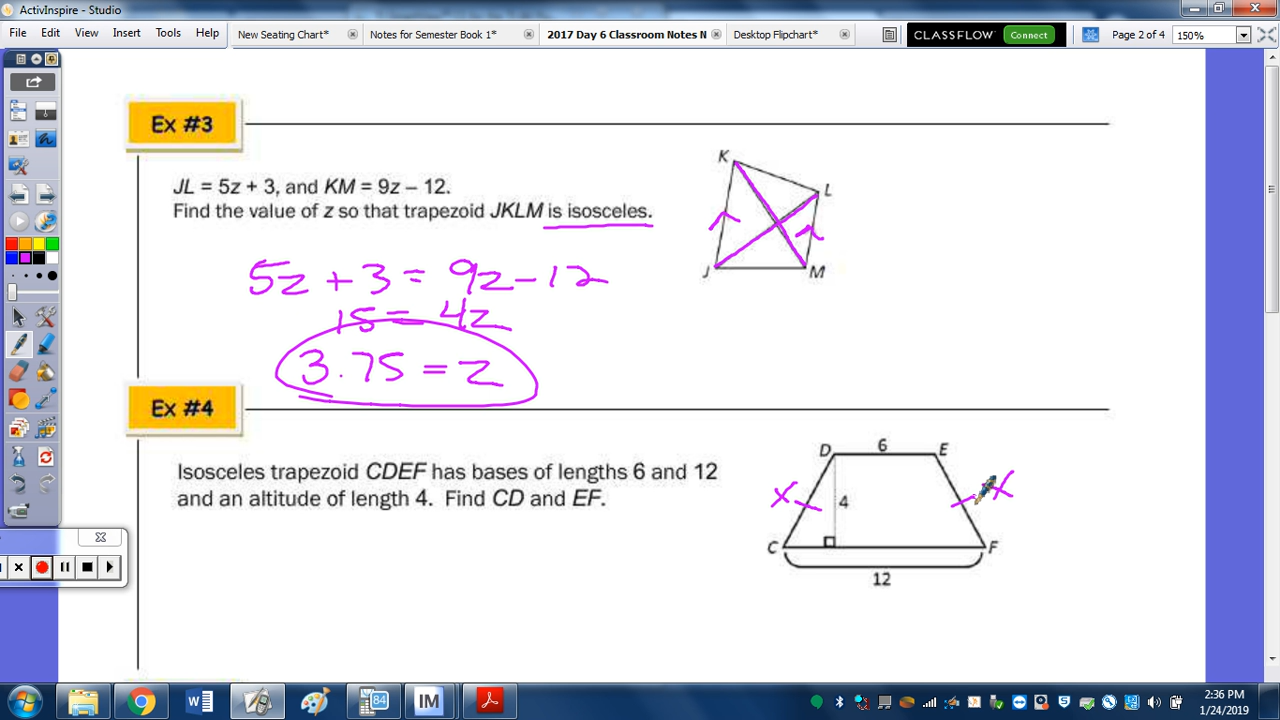 ActivInspire - Studio
File Edit View Insert Tools Help
New Seating Chart* Notes for Semester Book 1* 2017 Day 6 Classroom Notes N Desktop Flipchart* CLASSFLOW Connect Page 2 of 4 150%
Ex #3
JL = 5z + 3, and KM = 9z – 12.
Find the value of z so that trapezoid JKLM is isosceles.
K
L
J
M
5z + 3 = 9z - 12
15 = 4z
3.75 = z
Ex #4
Isosceles trapezoid CDEF has bases of lengths 6 and 12
and an altitude of length 4. Find CD and EF.
D 6 E
x 4 x
C F
12
W 84 IM
2:36 PM
1/24/2019